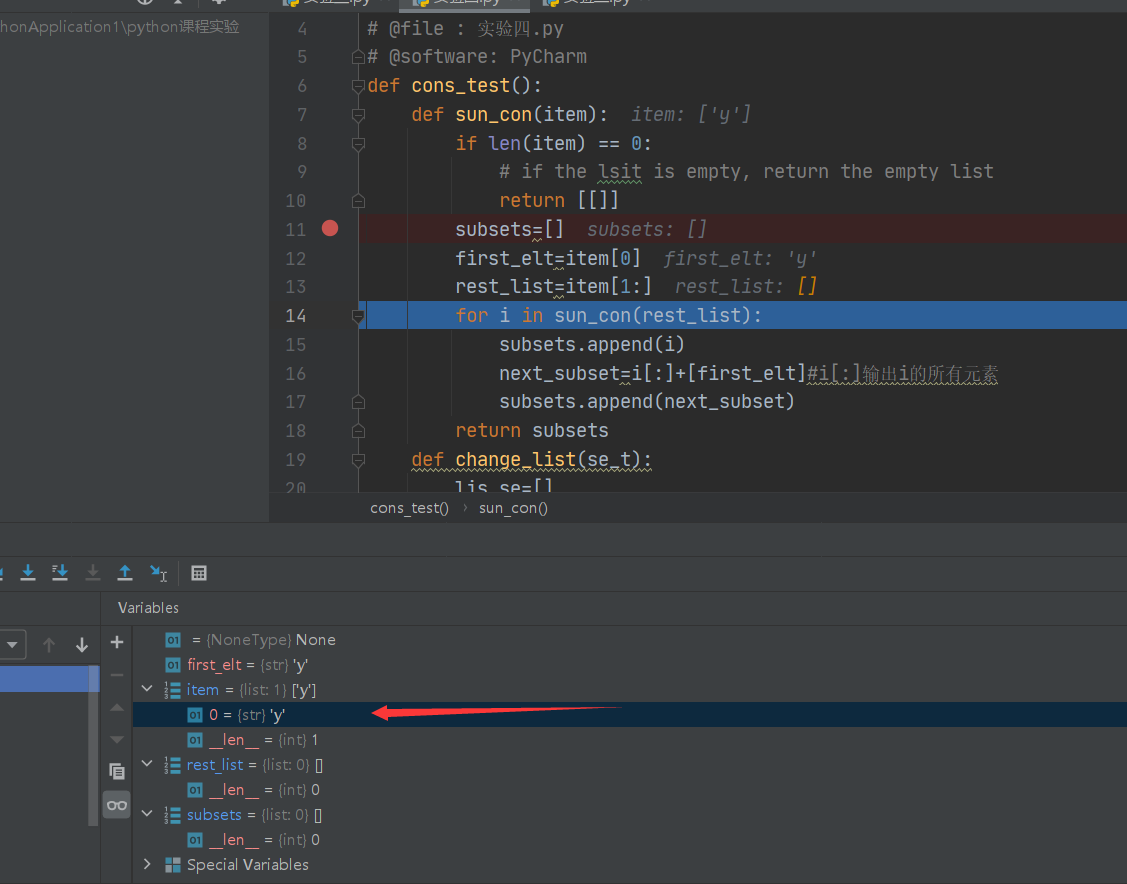 honApplication1\python课程实验
4 # @file : 实验四.py
5 # @software: PyCharm
6 def cons_test():
7 def sun_con(item): item: ['y']
8 if len(item) == 0:
9 # if the lsit is empty, return the empty list
10 return [[]]
11 subsets=[] subsets: []
12 first_elt=item[0] first_elt: 'y'
13 rest_list=item[1:] rest_list: []
14 for i in sun_con(rest_list):
15 subsets.append(i)
16 next_subset=i[:]+[first_elt]#i[:]输出i的所有元素
17 subsets.append(next_subset)
18 return subsets
19 def change_list(se_t):
20 lis_se=[]
cons_test() › sun_con()
Variables
01 = {NoneType} None
01 first_elt = {str} 'y'
item = {list: 1} ['y']
01 0 = {str} 'y'
01 __len__ = {int} 1
rest_list = {list: 0} []
01 __len__ = {int} 0
subsets = {list: 0} []
01 __len__ = {int} 0
Special Variables